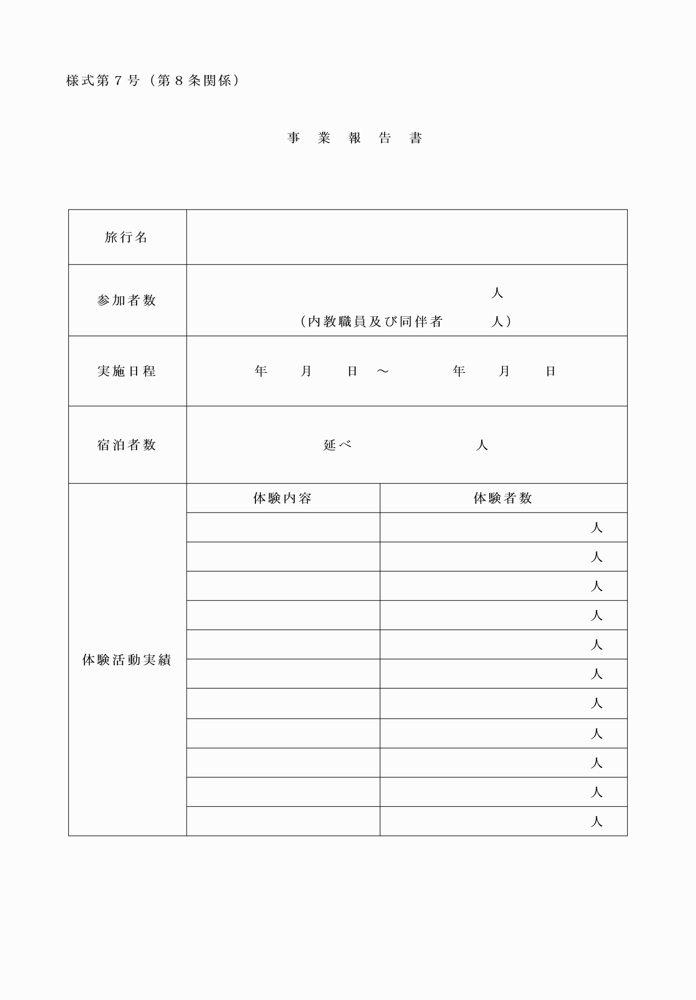 様式第７号（第８条関係）
事　業　報　告　書
旅行名
参加者数
人
（内教職員及び同伴者　　　人）
実施日程
年　　月　　日　～　　　　年　　月　　日
宿泊者数
延べ　　　　　　　　人
体験活動実績
体験内容　体験者数
人
人
人
人
人
人
人
人
人
人
人